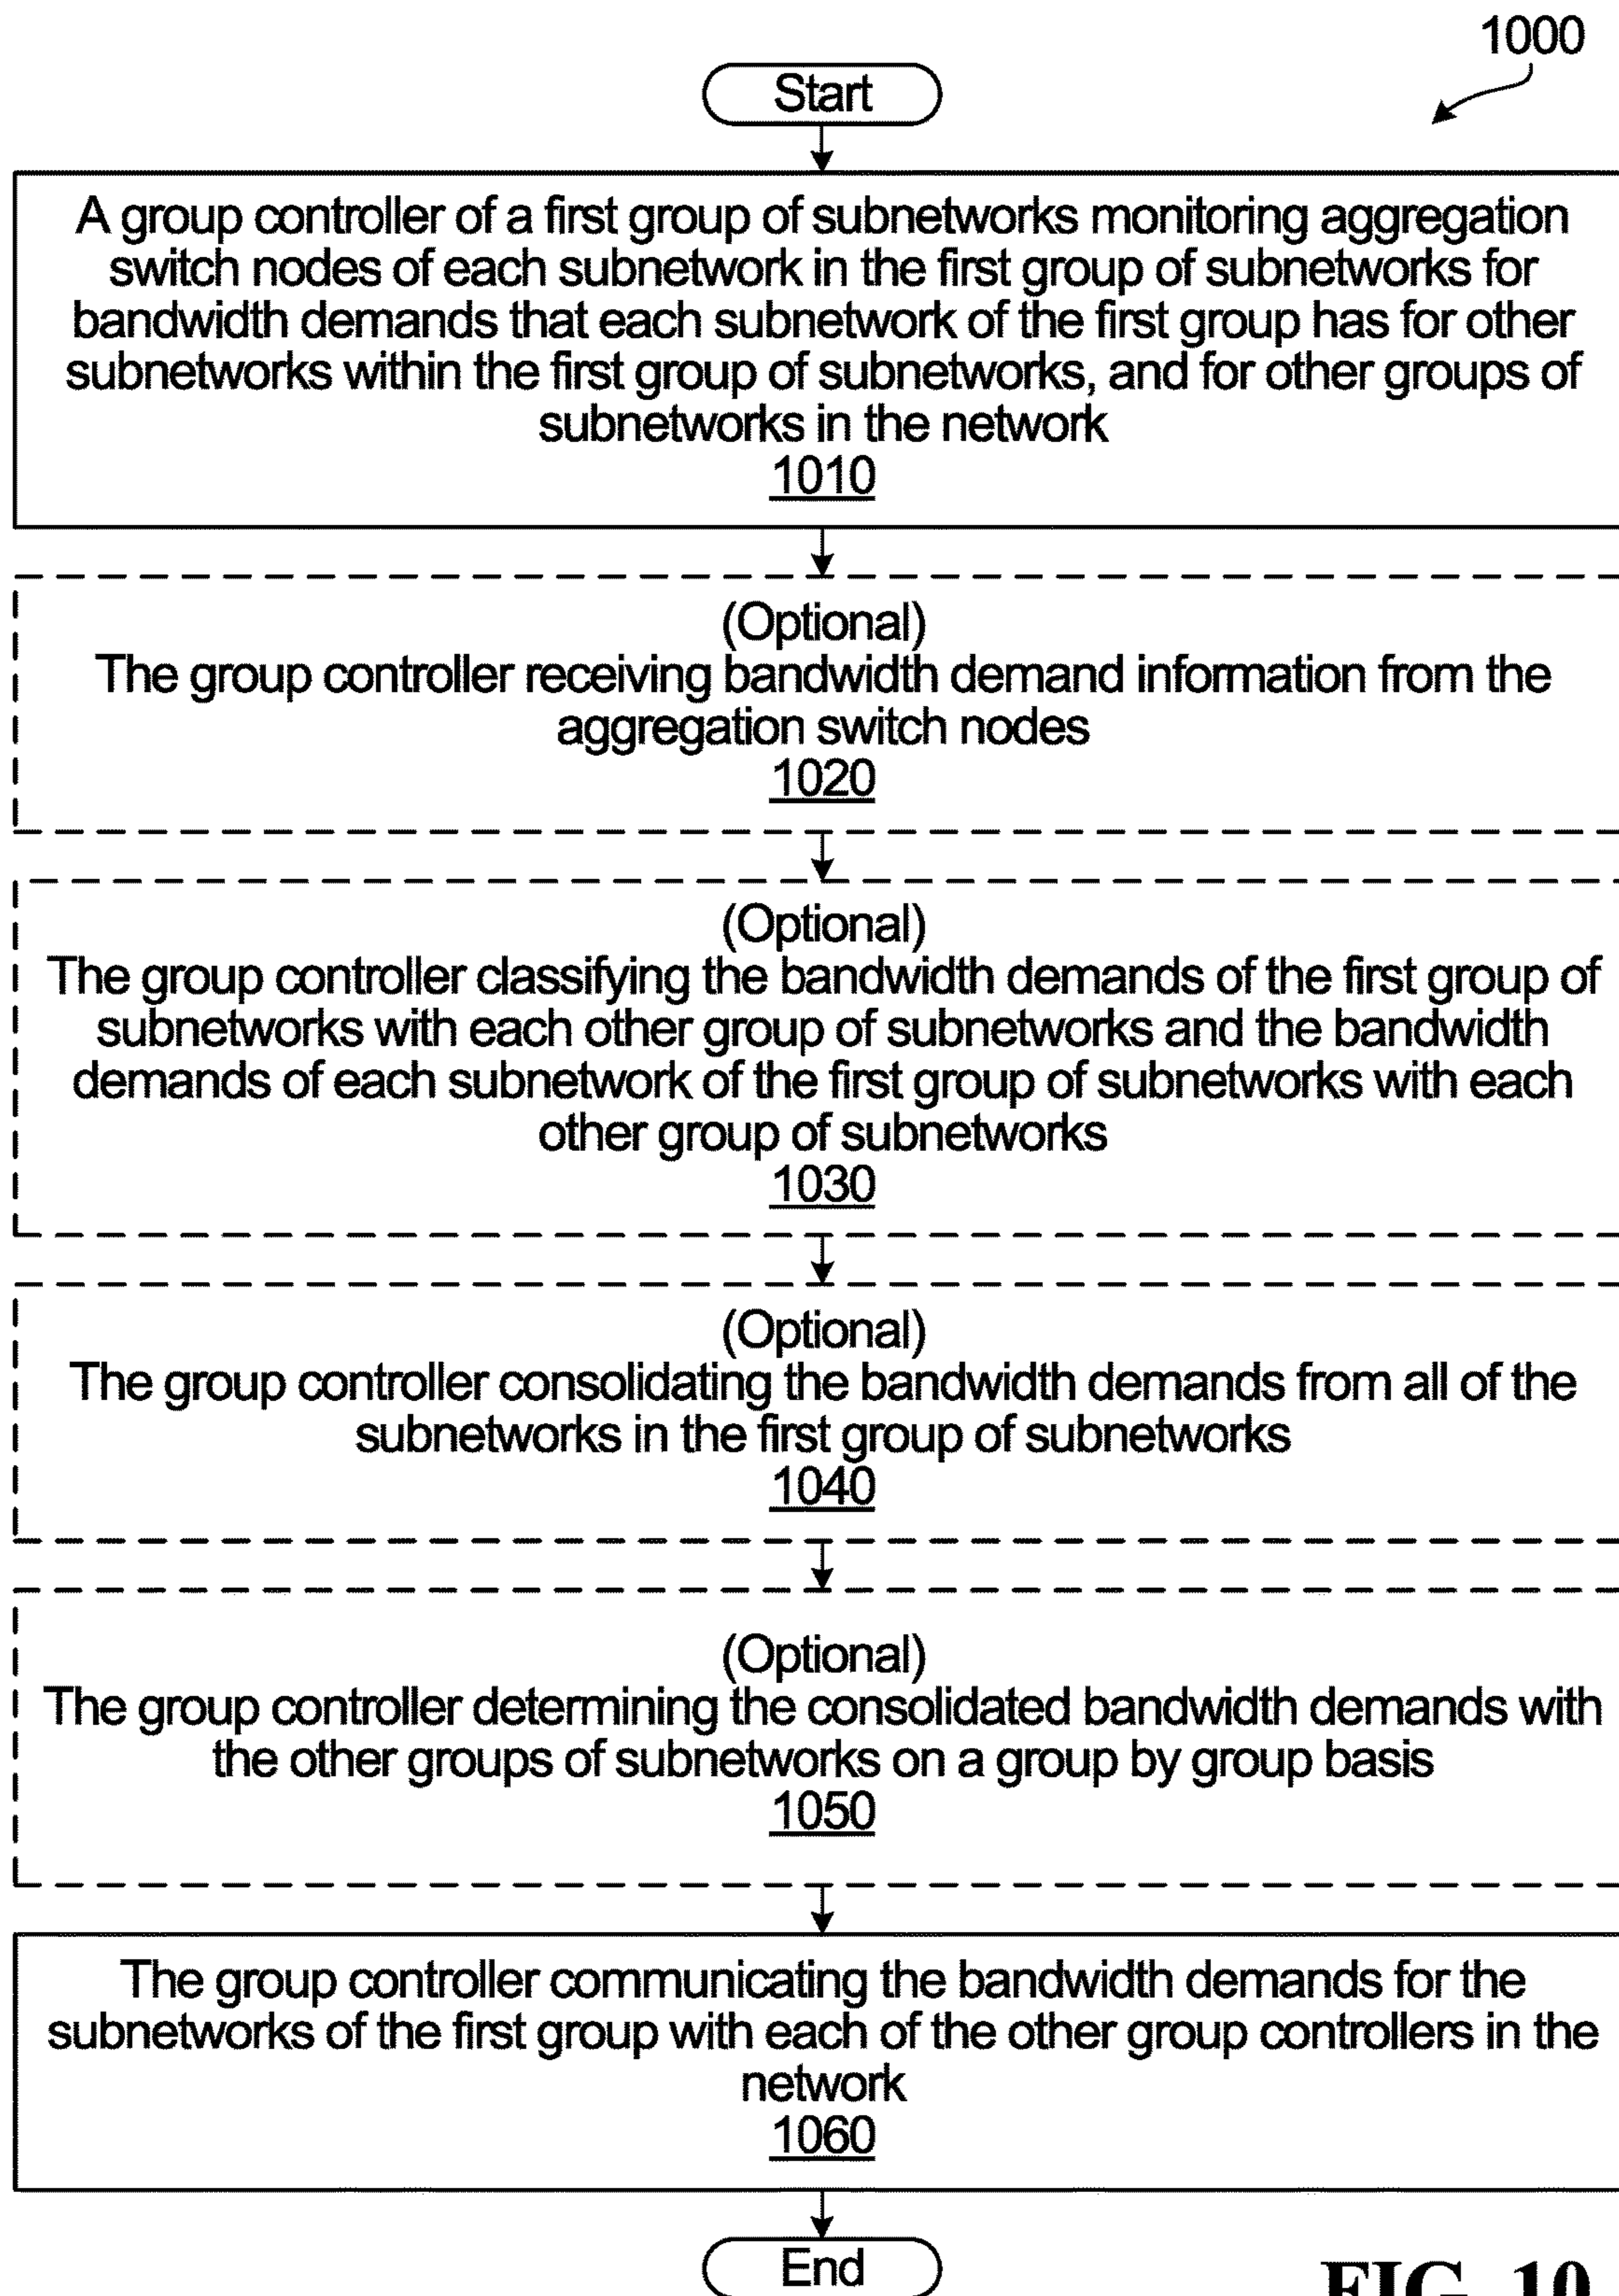 1000
Start
A group controller of a first group of subnetworks monitoring aggregation
switch nodes of each subnetwork in the first group of subnetworks for
bandwidth demands that each subnetwork of the first group has for other
subnetworks within the first group of subnetworks, and for other groups of
subnetworks in the network
1010
(Optional)
The group controller receiving bandwidth demand information from the
aggregation switch nodes
1020
(Optional)
The group controller classifying the bandwidth demands of the first group of
subnetworks with each other group of subnetworks and the bandwidth
demands of each subnetwork of the first group of subnetworks with each
other group of subnetworks
1030
(Optional)
The group controller consolidating the bandwidth demands from all of the
subnetworks in the first group of subnetworks
1040
(Optional)
The group controller determining the consolidated bandwidth demands with
the other groups of subnetworks on a group by group basis
1050
The group controller communicating the bandwidth demands for the
subnetworks of the first group with each of the other group controllers in the
network
1060
End
FIG. 10